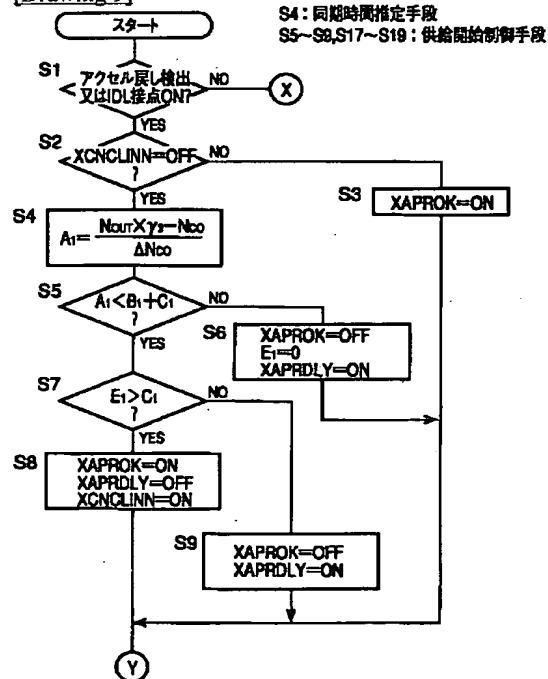 [Drawing 5]
S4：同期時間推定手段
S5～S9,S17～S19：供給開始制御手段
スタート
S1
アクセル戻し検出
又はIDL接点ON?
NO
X
YES
S2
XCNCLINN=OFF
?
NO
YES
S3
XAPROK=ON
S4
A₁= NOUT×γ₃−NCO / ΔNCO
S5
A₁<B₁+C₁
?
NO
YES
S6
XAPROK=OFF
E₁=0
XAPRDLY=ON
S7
E₁>C₁
?
NO
YES
S8
XAPROK=ON
XAPRDLY=OFF
XCNCLINN=ON
S9
XAPROK=OFF
XAPRDLY=ON
Y